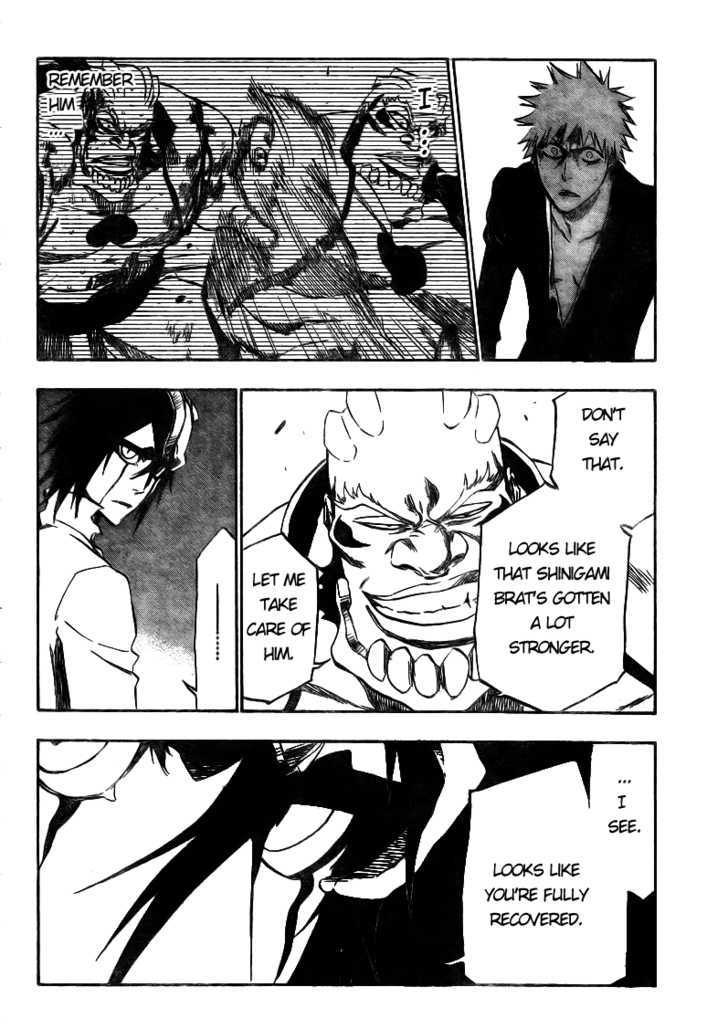 I
...
REMEMBER
HIM
....
DON'T
SAY
THAT.
LOOKS LIKE
THAT SHINIGAMI
BRAT'S GOTTEN
A LOT
STRONGER.
LET ME
TAKE
CARE OF
HIM.
..........
...
I
SEE.
LOOKS LIKE
YOU'RE FULLY
RECOVERED.